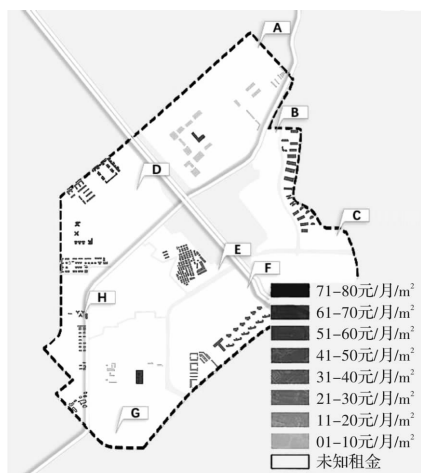 A
B
D
C
E
F
H
G
71-80元/月/m²
61-70元/月/m²
51-60元/月/m²
41-50元/月/m²
31-40元/月/m²
21-30元/月/m²
11-20元/月/m²
01-10元/月/m²
未知租金